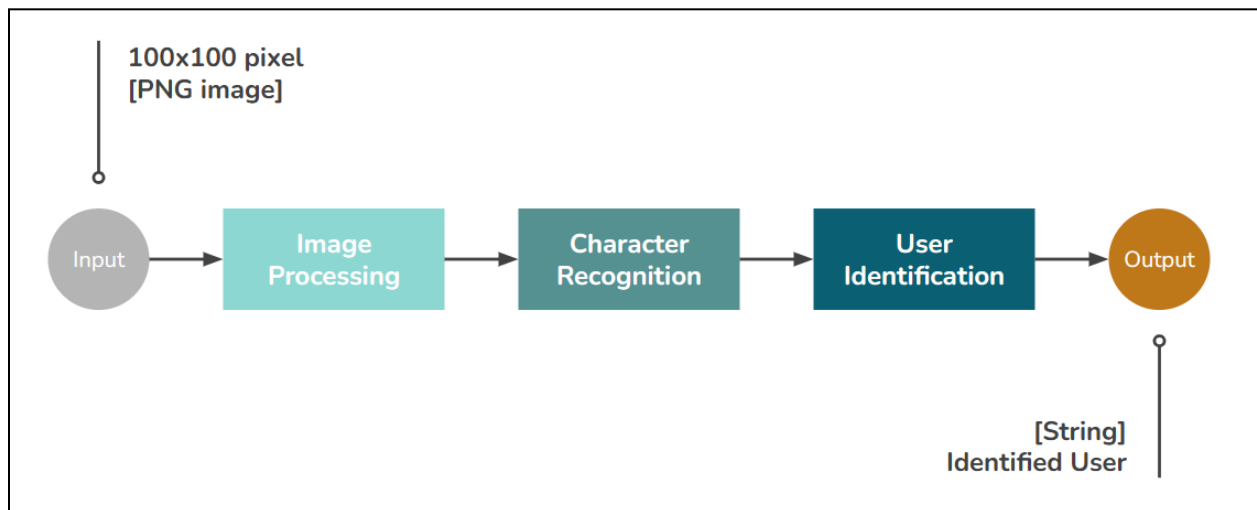 100x100 pixel
[PNG image]
Input
Image
Processing
Character
Recognition
User
Identification
Output
[String]
Identified User